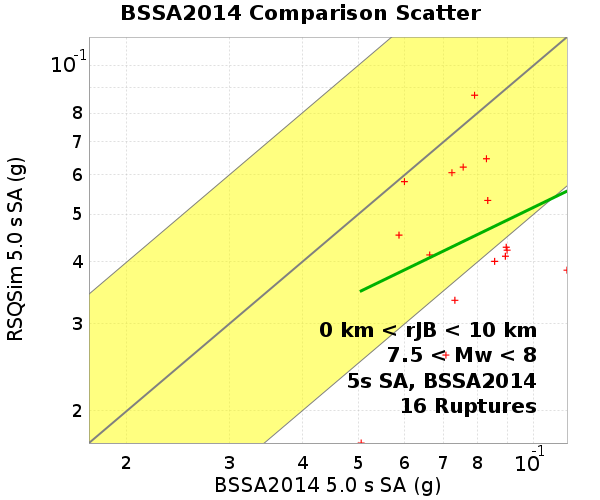 BSSA2014 Comparison Scatter
RSQSim 5.0 s SA (g)
10-1
8
7
6
5
4
3
2
0 km < rJB < 10 km
7.5 < Mw < 8
5s SA, BSSA2014
16 Ruptures
2 3 4 5 6 7 8 10-1
BSSA2014 5.0 s SA (g)